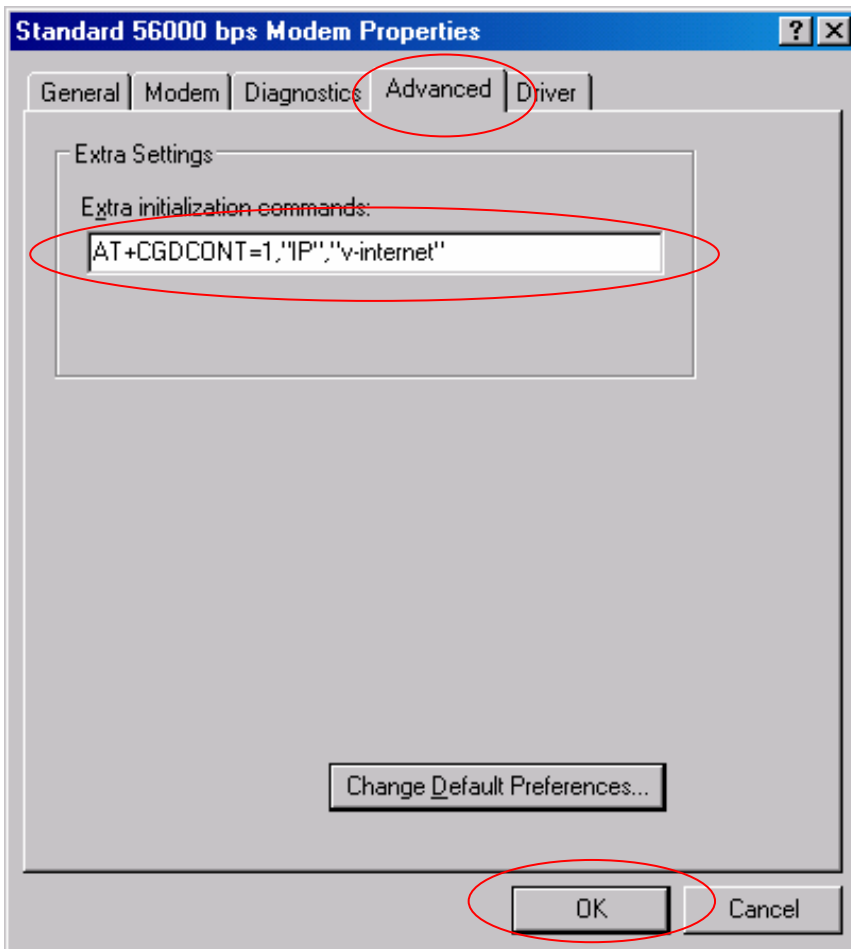 Standard 56000 bps Modem Properties
General Modem Diagnostics Advanced Driver
Extra Settings
Extra initialization commands:
AT+CGDCONT=1,"IP","v-internet"
Change Default Preferences...
OK Cancel